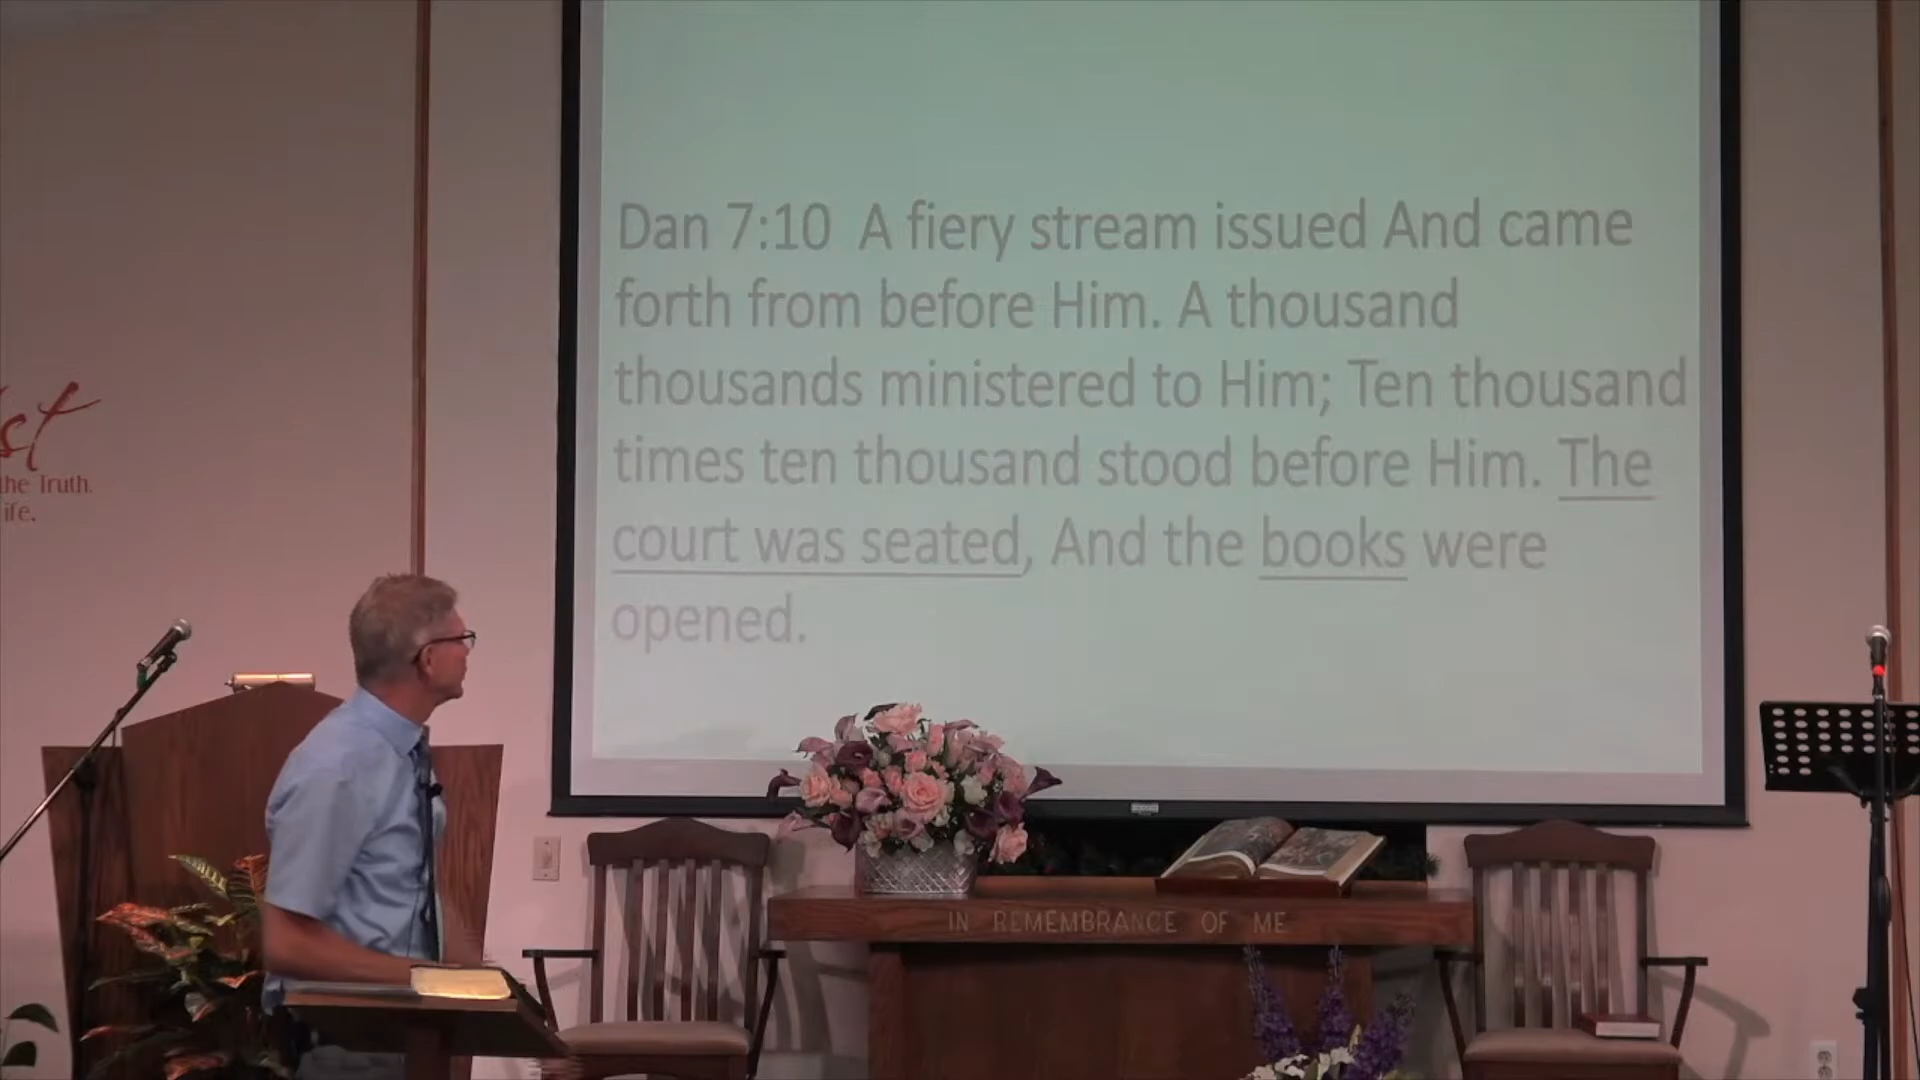 Dan 7:10 A fiery stream issued And came
forth from before Him. A thousand
thousands ministered to Him; Ten thousand
times ten thousand stood before Him. The
court was seated, And the books were
opened.
st
the Truth.
ife.
IN REMEMBRANCE OF ME